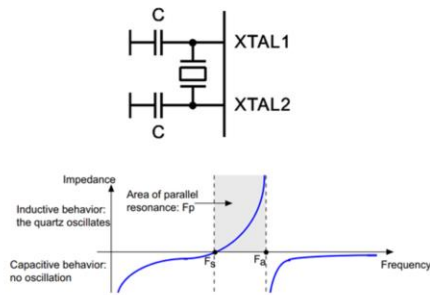 C
XTAL1
XTAL2
C
Impedance
Area of parallel
resonance: Fp
Inductive behavior:
the quartz oscillates
Fs
Fa
Frequency
Capacitive behavior:
no oscillation